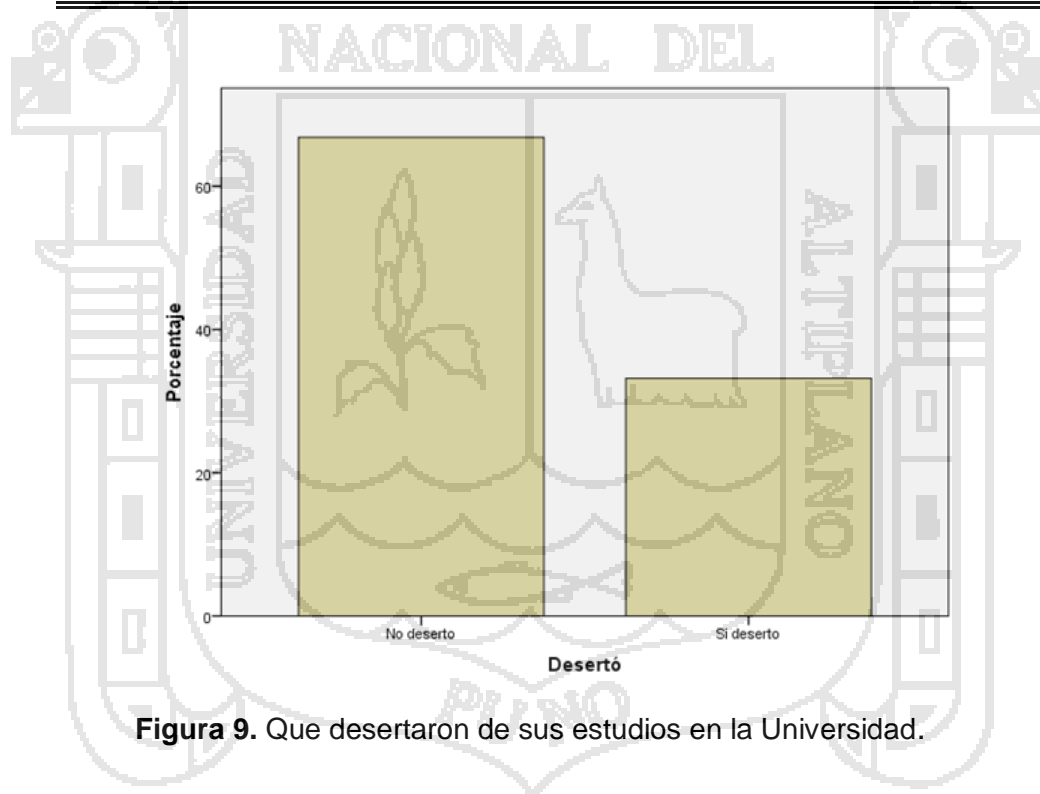 NACIONAL DEL
UNIVERSIDAD
ALTIPLANO
Porcentaje
60
40
20
0
No deserto
Si deserto
Desertó
PUNO
Figura 9. Que desertaron de sus estudios en la Universidad.